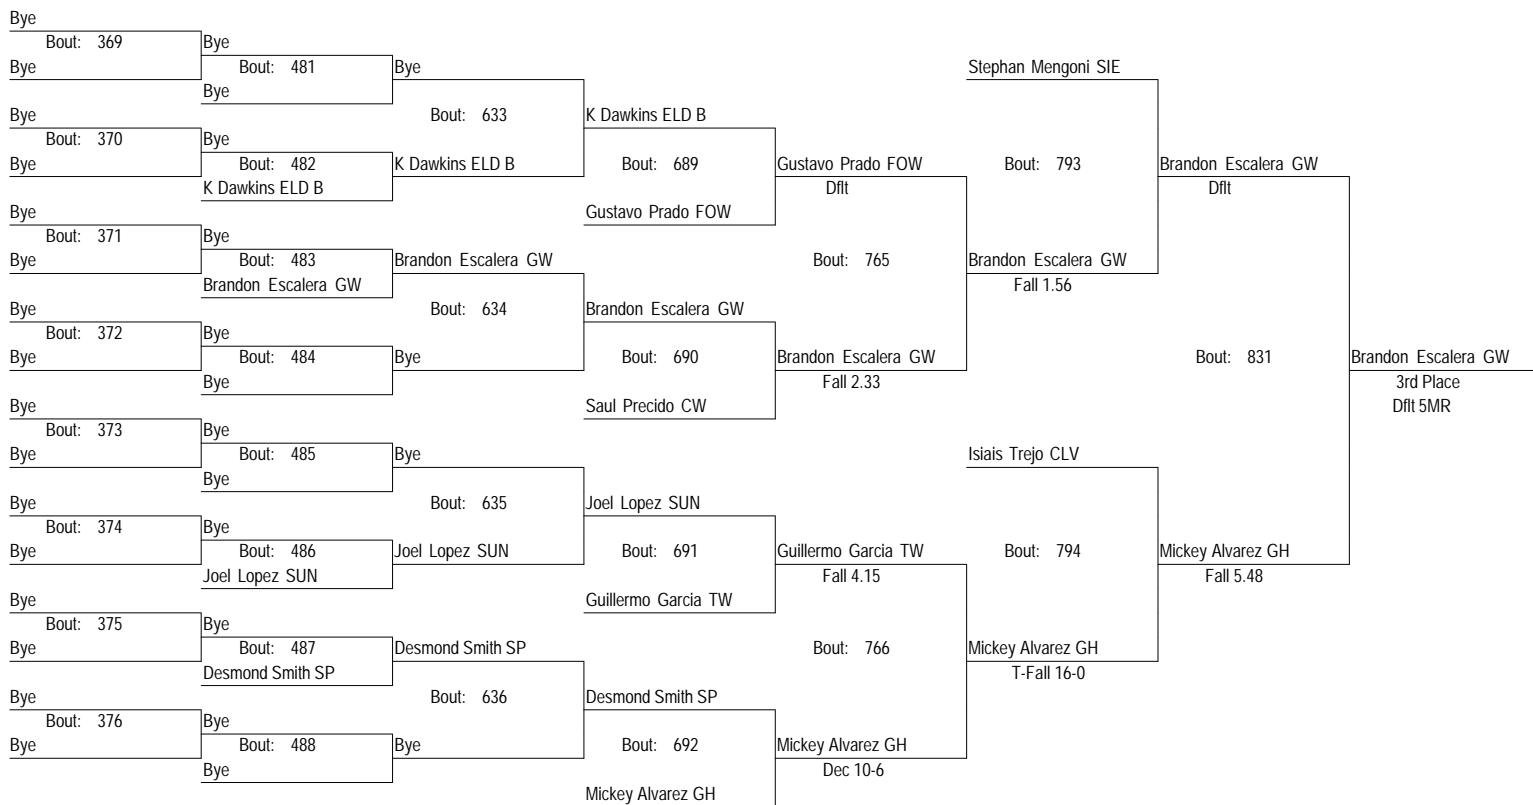 Bye
Bout: 369
Bye
Bye
Bout: 481
Bye
Bye
Bout: 370
Bye
Bye
Bout: 482
K Dawkins ELD B
Bye
Bout: 633
K Dawkins ELD B
Bye
Bout: 371
Bye
Bye
Bout: 483
Brandon Escalera GW
Bye
Bout: 372
Bye
Bye
Bout: 484
Bye
Brandon Escalera GW
Bout: 634
Bye
Bye
Bout: 373
Bye
Bye
Bout: 485
Bye
Bye
Bout: 374
Bye
Bye
Bout: 486
Joel Lopez SUN
Bye
Bout: 635
Joel Lopez SUN
Bye
Bout: 375
Bye
Bye
Bout: 487
Desmond Smith SP
Bye
Bout: 376
Bye
Bye
Bout: 488
Bye
Desmond Smith SP
Bout: 636
Bye
K Dawkins ELD B
Bout: 689
Gustavo Prado FOW
Brandon Escalera GW
Bout: 690
Saul Precido CW
Joel Lopez SUN
Bout: 691
Guillermo Garcia TW
Desmond Smith SP
Bout: 692
Mickey Alvarez GH
Gustavo Prado FOW
Dflt
Bout: 765
Brandon Escalera GW
Fall 2.33
Guillermo Garcia TW
Fall 4.15
Bout: 766
Mickey Alvarez GH
Dec 10-6
Stephan Mengoni SIE
Bout: 793
Brandon Escalera GW
Fall 1.56
Isiais Trejo CLV
Bout: 794
Mickey Alvarez GH
T-Fall 16-0
Brandon Escalera GW
Dflt
Bout: 831
Mickey Alvarez GH
Fall 5.48
Brandon Escalera GW
3rd Place
Dflt 5MR